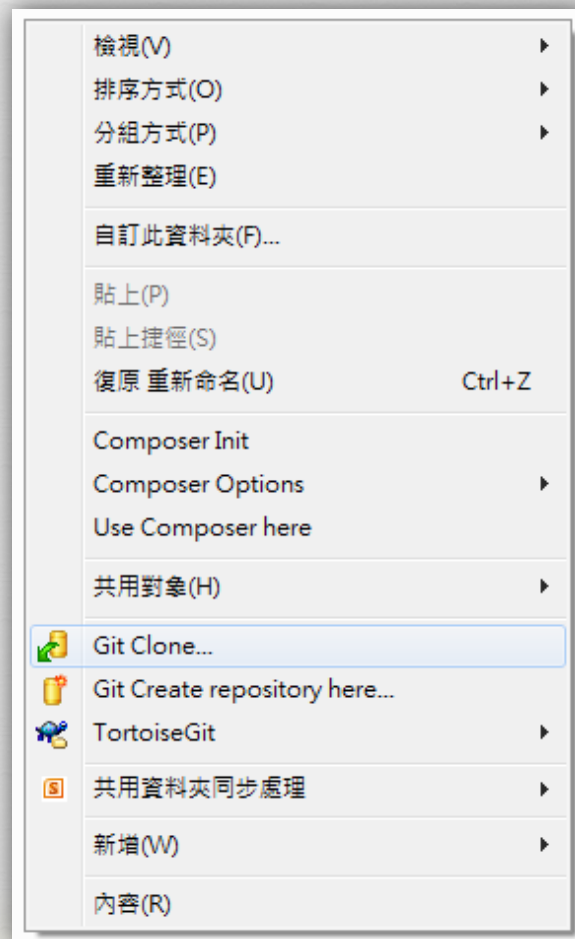 檢視(V)
排序方式(O)
分組方式(P)
重新整理(E)
自訂此資料夾(F)...
貼上(P)
貼上捷徑(S)
復原 重新命名(U) Ctrl+Z
Composer Init
Composer Options
Use Composer here
共用對象(H)
Git Clone...
Git Create repository here...
TortoiseGit
共用資料夾同步處理
新增(W)
內容(R)